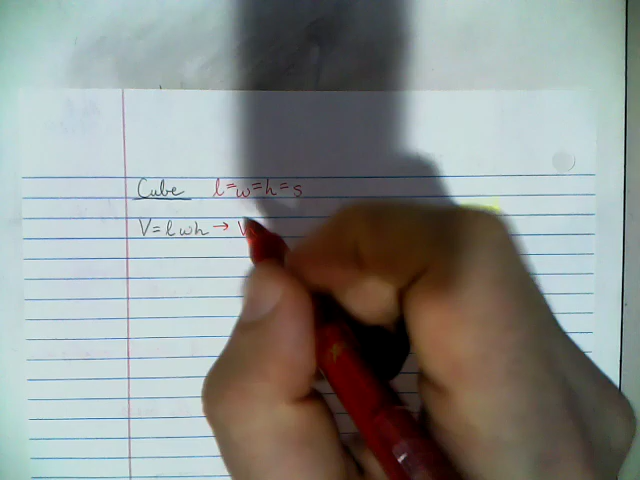 Cube l=w=h=s
V=lwh → V